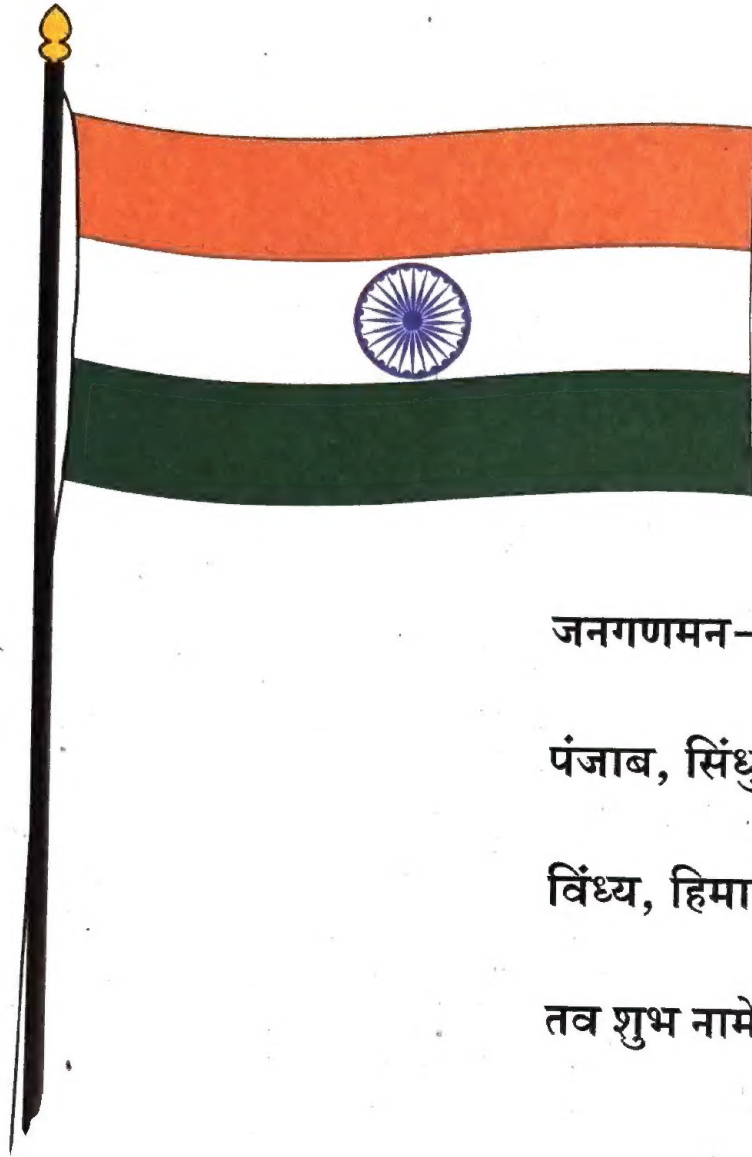 जनगणमन–
पंजाब, सिंधु
विंध्य, हिमा
तव शुभ नामे